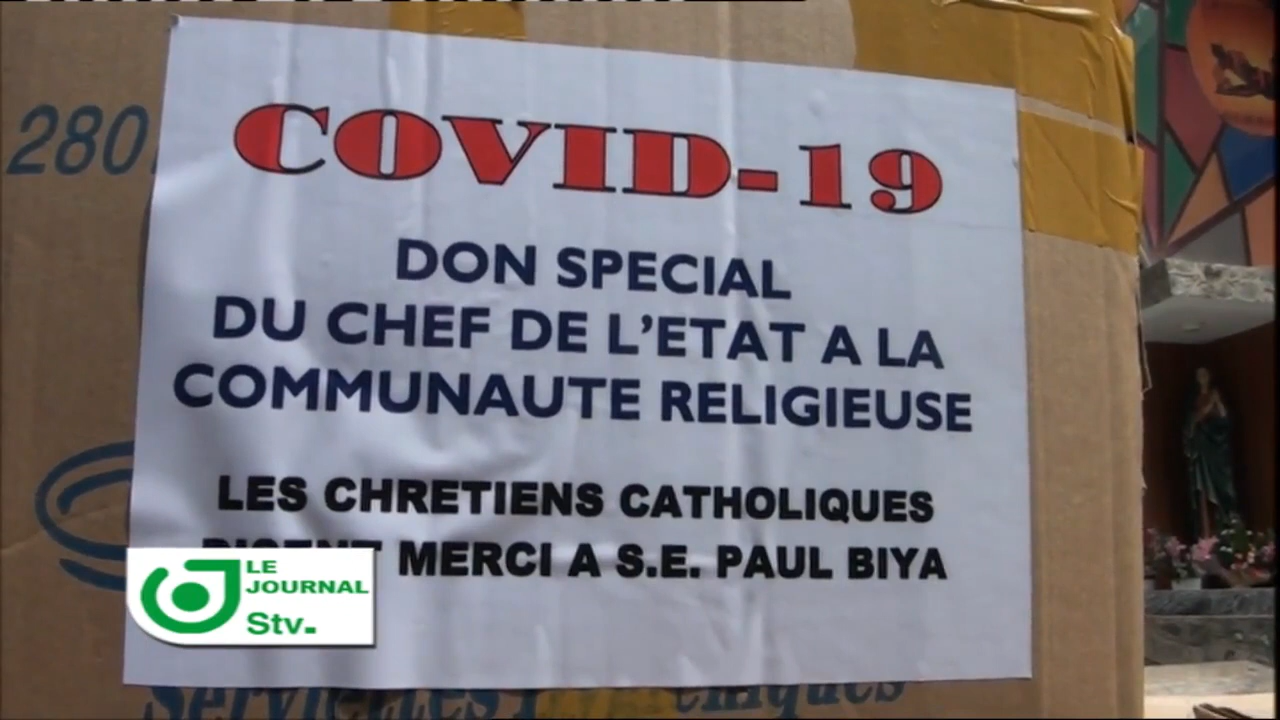 280
COVID-19
DON SPECIAL
DU CHEF DE L'ETAT A LA
COMMUNAUTE RELIGIEUSE
LES CHRETIENS CATHOLIQUES
DISENT MERCI A S.E. PAUL BIYA
LE
JOURNAL
Stv.